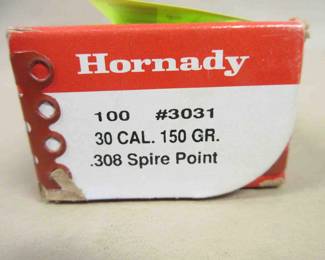 Hornady
100 #3031
30 CAL. 150 GR.
.308 Spire Point